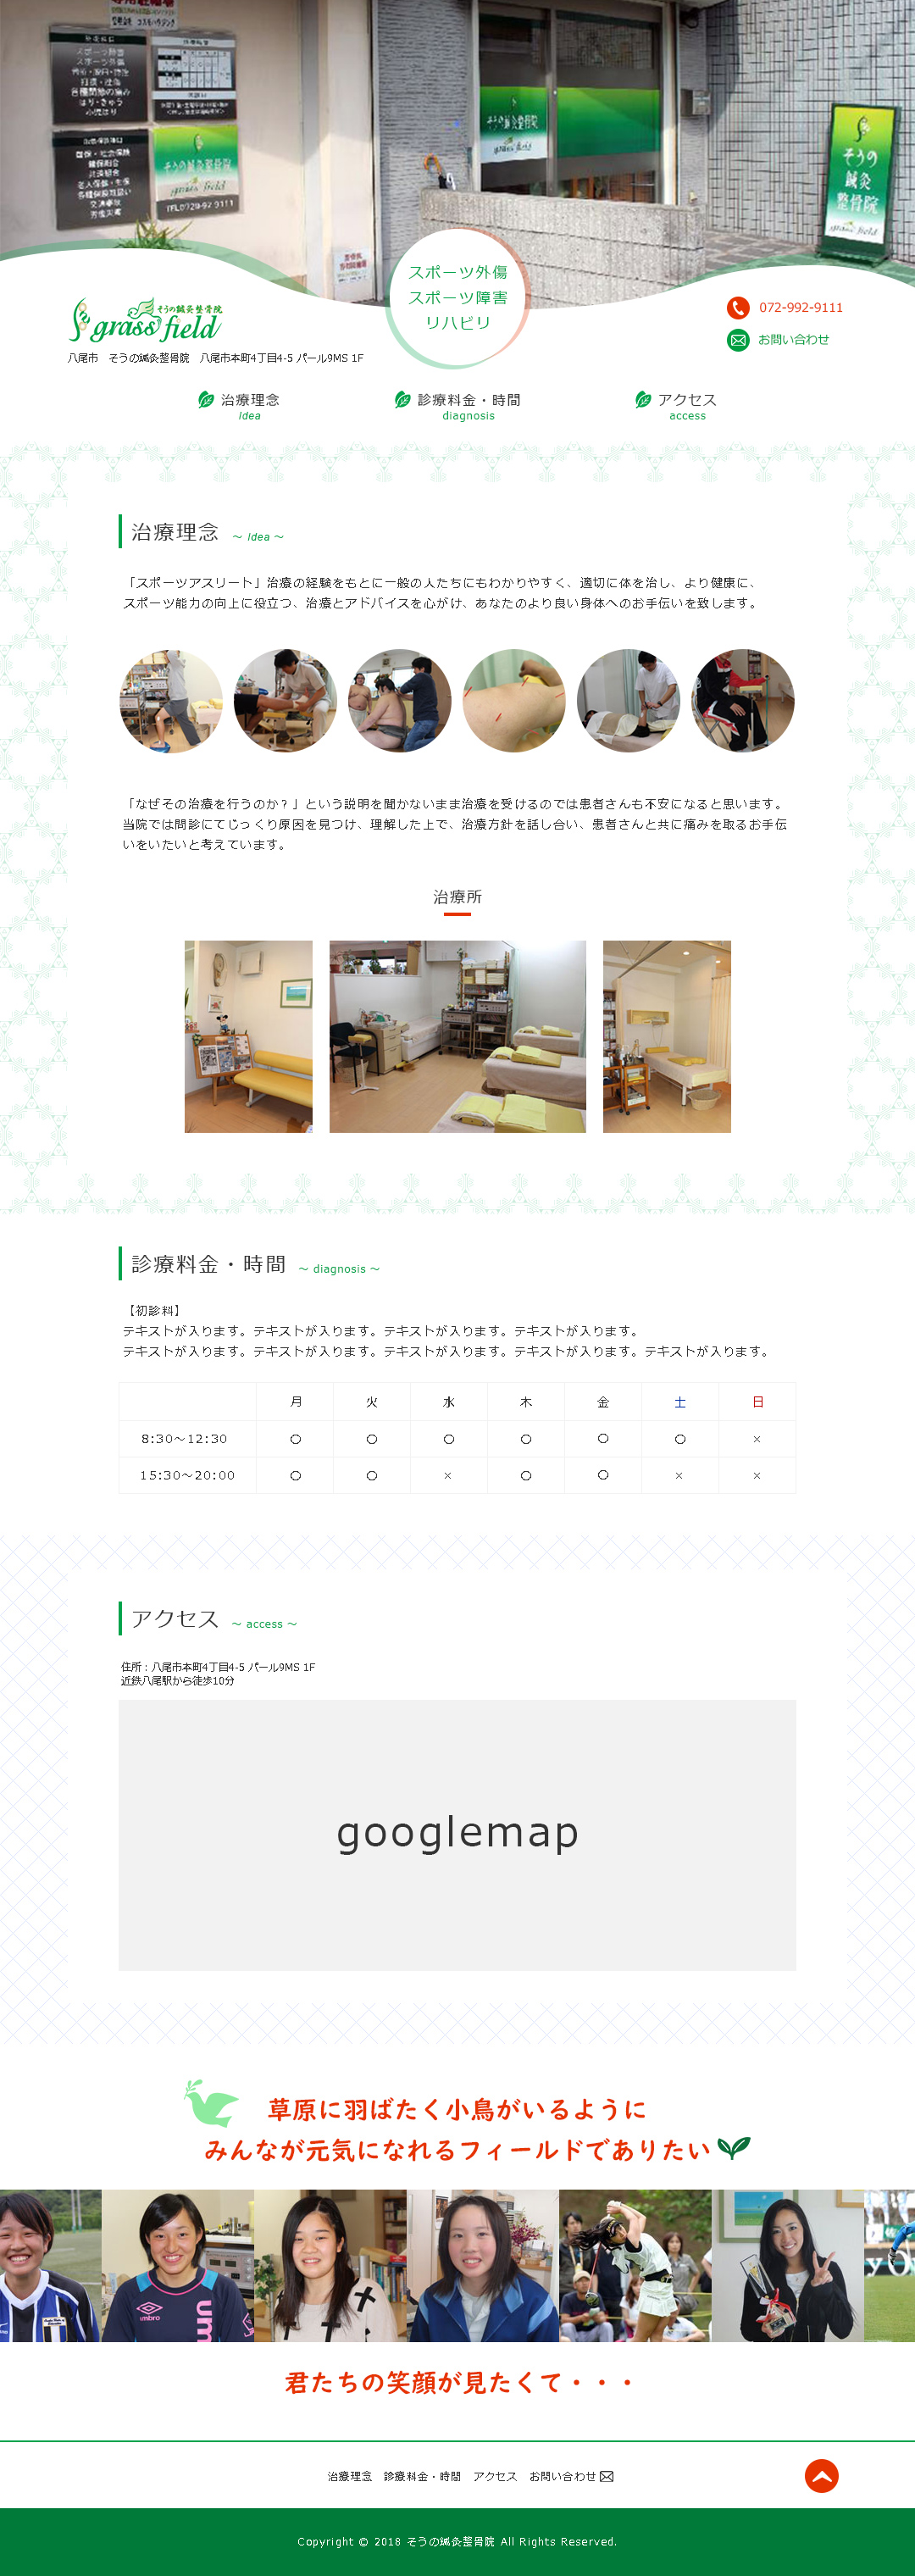 スポーツ外傷
スポーツ障害
リハビリ
そうの鍼灸整骨院
grass field
八尾市　そうの鍼灸整骨院　八尾市本町4丁目4-5 パール9MS 1F
072-992-9111
お問い合わせ
治療理念
Idea
診療料金・時間
diagnosis
アクセス
access
治療理念 ～ Idea ～
「スポーツアスリート」治療の経験をもとに一般の人たちにもわかりやすく、適切に体を治し、より健康に、
スポーツ能力の向上に役立つ、治療とアドバイスを心がけ、あなたのより良い身体へのお手伝いを致します。
「なぜその治療を行うのか？」という説明を聞かないまま治療を受けるのでは患者さんも不安になると思います。
当院では問診にてじっくり原因を見つけ、理解した上で、治療方針を話し合い、患者さんと共に痛みを取るお手伝
いをいたいと考えています。
治療所
診療料金・時間 ～ diagnosis ～
【初診料】
テキストが入ります。テキストが入ります。テキストが入ります。テキストが入ります。
テキストが入ります。テキストが入ります。テキストが入ります。テキストが入ります。テキストが入ります。
月 火 水 木 金 土 日
8:30～12:30 ○ ○ ○ ○ ○ ○ ×
15:30～20:00 ○ ○ × ○ ○ × ×
アクセス ～ access ～
住所：八尾市本町4丁目4-5 パール9MS 1F
近鉄八尾駅から徒歩10分
googlemap
草原に羽ばたく小鳥がいるように
みんなが元気になれるフィールドでありたい
umbro
君たちの笑顔が見たくて・・・
治療理念　診療料金・時間　アクセス　お問い合わせ
Copyright © 2018 そうの鍼灸整骨院 All Rights Reserved.